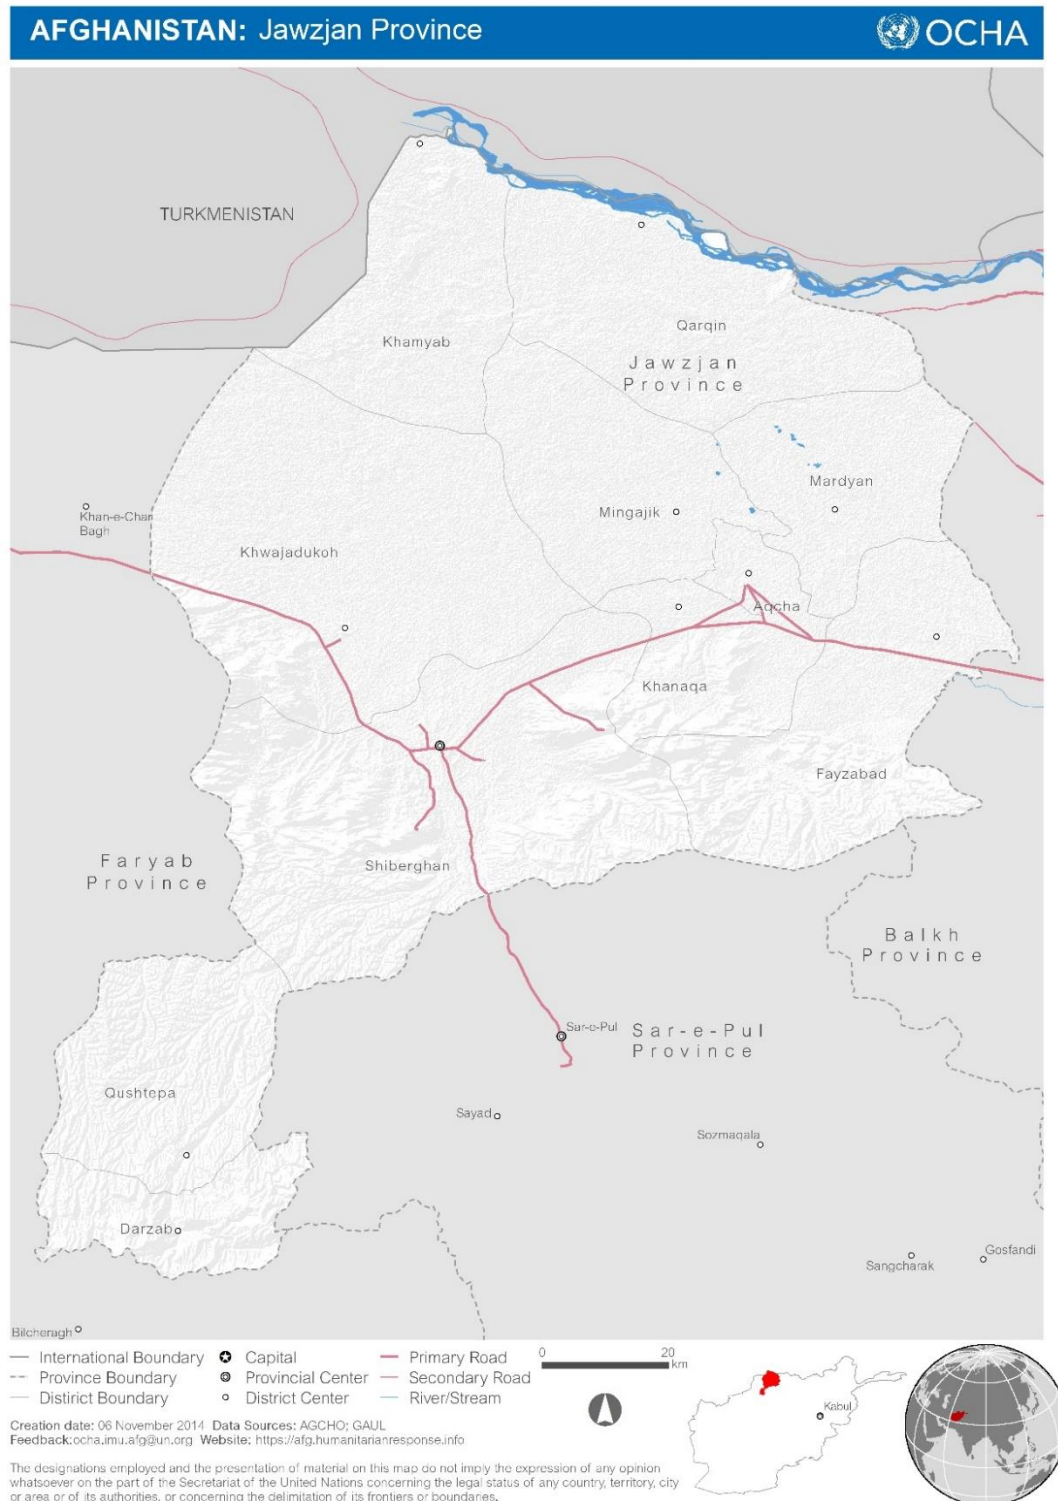 AFGHANISTAN: Jawzjan Province
OCHA
TURKMENISTAN
Khamyab
Qarqin
Jawzjan
Province
Mardyan
Mingajik
Khan-e-Char
Bagh
Khwajadukoh
Aqcha
Khanaqa
Fayzabad
Shiberghan
Faryab
Province
Balkh
Province
Sar-e-Pul
Sar-e-Pul
Province
Qushtepa
Sayad
Sozmaqala
Darzab
Gosfandi
Sangcharak
Bilcheragh
International Boundary
Province Boundary
Distirict Boundary
Capital
Provincial Center
District Center
Primary Road
Secondary Road
River/Stream
0 20
km
Kabul
Creation date: 06 November 2014 Data Sources: AGCHO; GAUL
Feedback:ocha.imu.afg@un.org Website: https://afg.humanitarianresponse.info
The designations employed and the presentation of material on this map do not imply the expression of any opinion
whatsoever on the part of the Secretariat of the United Nations concerning the legal status of any country, territory, city
or area or of its authorities, or concerning the delimitation of its frontiers or boundaries.